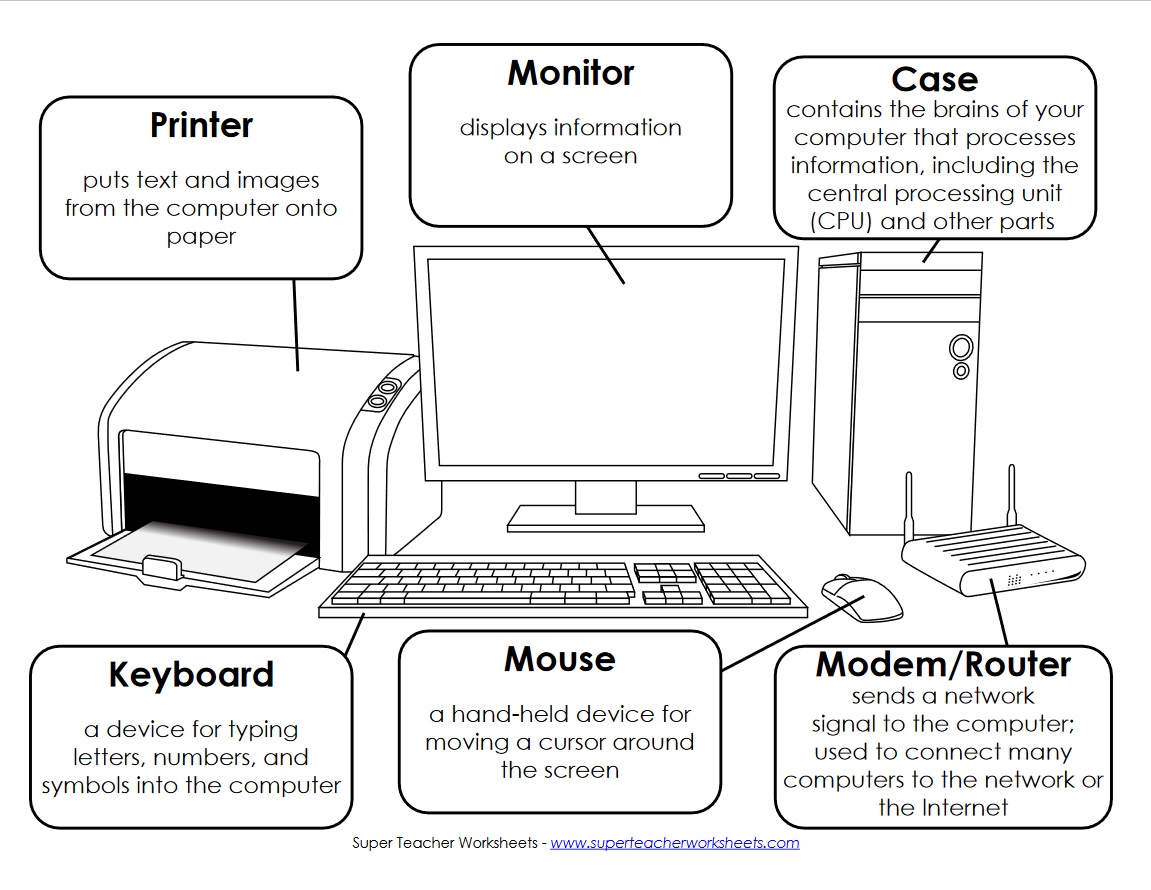 Printer
puts text and images
from the computer onto
paper
Monitor
displays information
on a screen
Case
contains the brains of your
computer that processes
information, including the
central processing unit
(CPU) and other parts
Keyboard
a device for typing
letters, numbers, and
symbols into the computer
Mouse
a hand-held device for
moving a cursor around
the screen
Modem/Router
sends a network
signal to the computer;
used to connect many
computers to the network or
the Internet
Super Teacher Worksheets - www.superteacherworksheets.com